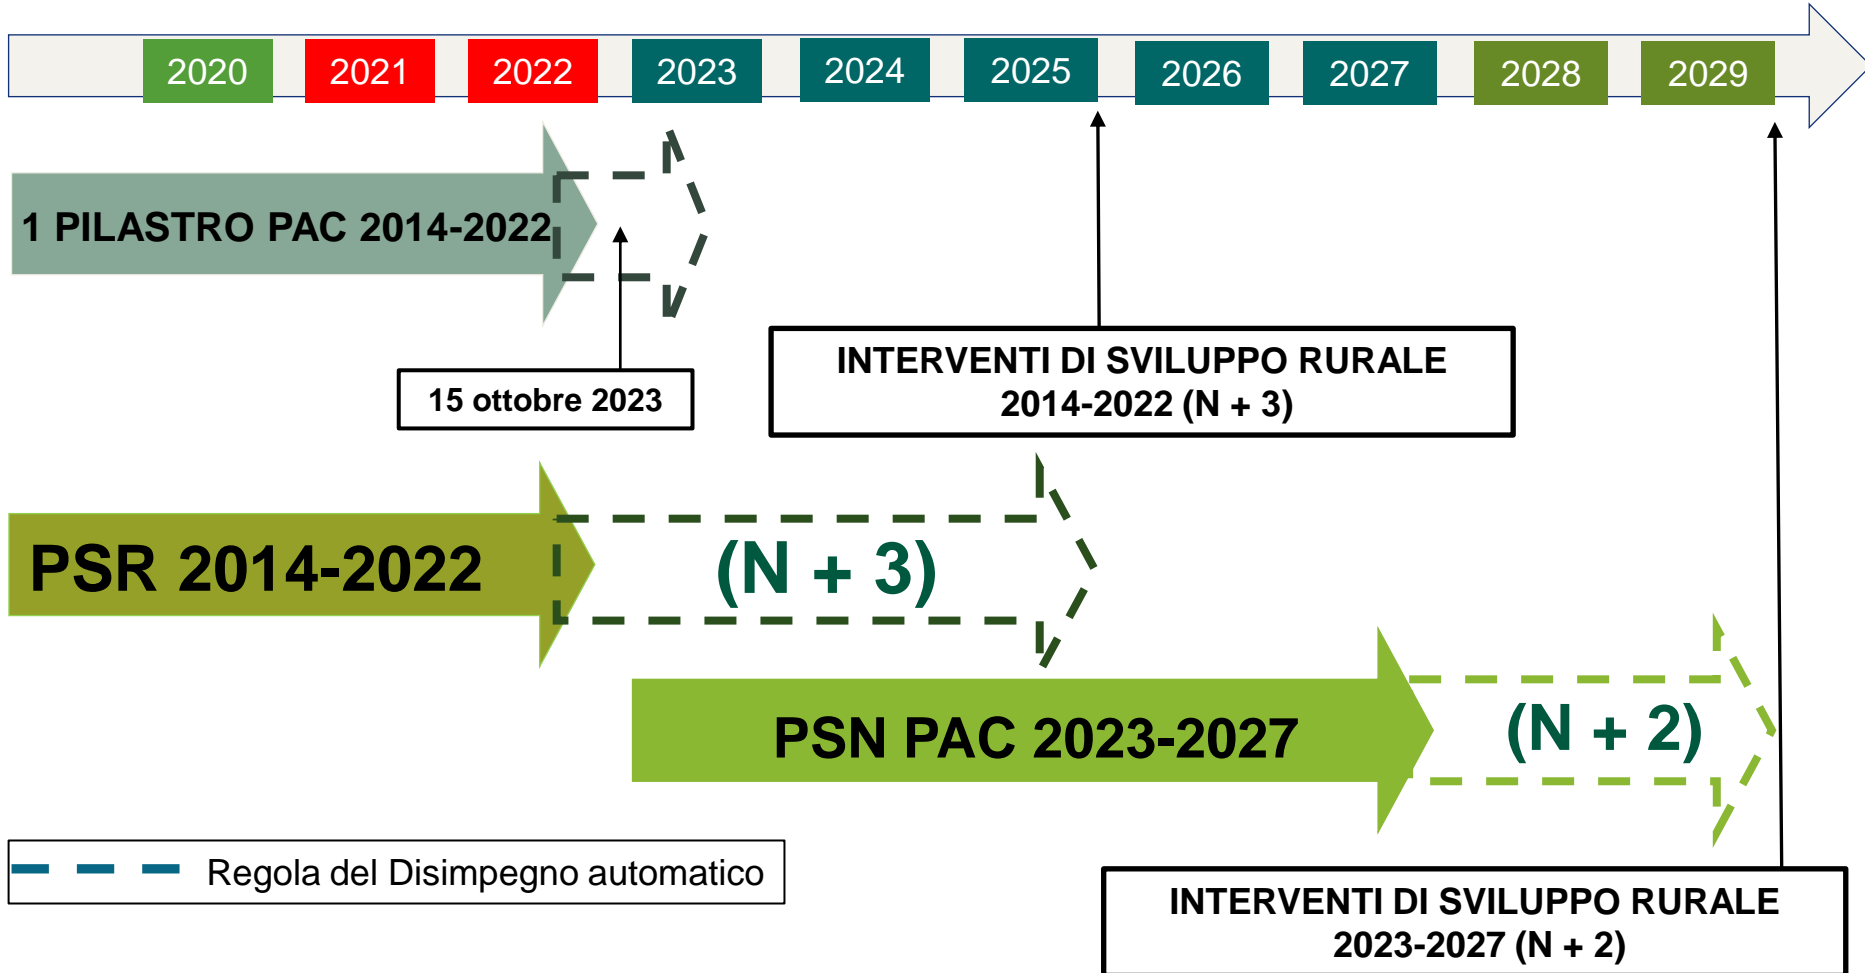 2020 2021 2022 2023 2024 2025 2026 2027 2028 2029
1 PILASTRO PAC 2014-2022
15 ottobre 2023
INTERVENTI DI SVILUPPO RURALE
2014-2022 (N + 3)
PSR 2014-2022
(N + 3)
PSN PAC 2023-2027
(N + 2)
Regola del Disimpegno automatico
INTERVENTI DI SVILUPPO RURALE
2023-2027 (N + 2)